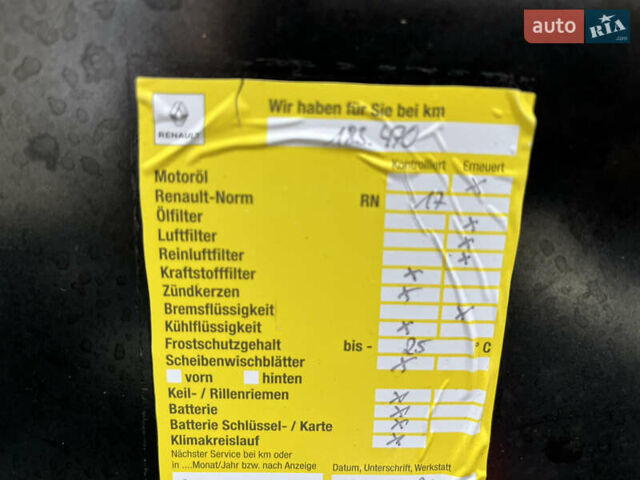 auto RIA.com
Wir haben für Sie bei km
RENAULT
183.490
Kontrolliert Erneuert
Motoröl x
Renault-Norm RN 17
Ölfilter x
Luftfilter x
Reinluftfilter x
Kraftstofffilter x
Zündkerzen x
Bremsflüssigkeit x
Kühlflüssigkeit x
Frostschutzgehalt bis - 25 °C
Scheibenwischblätter x
vorn hinten
Keil- / Rillenriemen x
Batterie x
Batterie Schlüssel- / Karte x
Klimakreislauf x
Nächster Service bei km oder
in ....Monat/Jahr bzw. nach Anzeige Datum, Unterschrift, Werkstatt